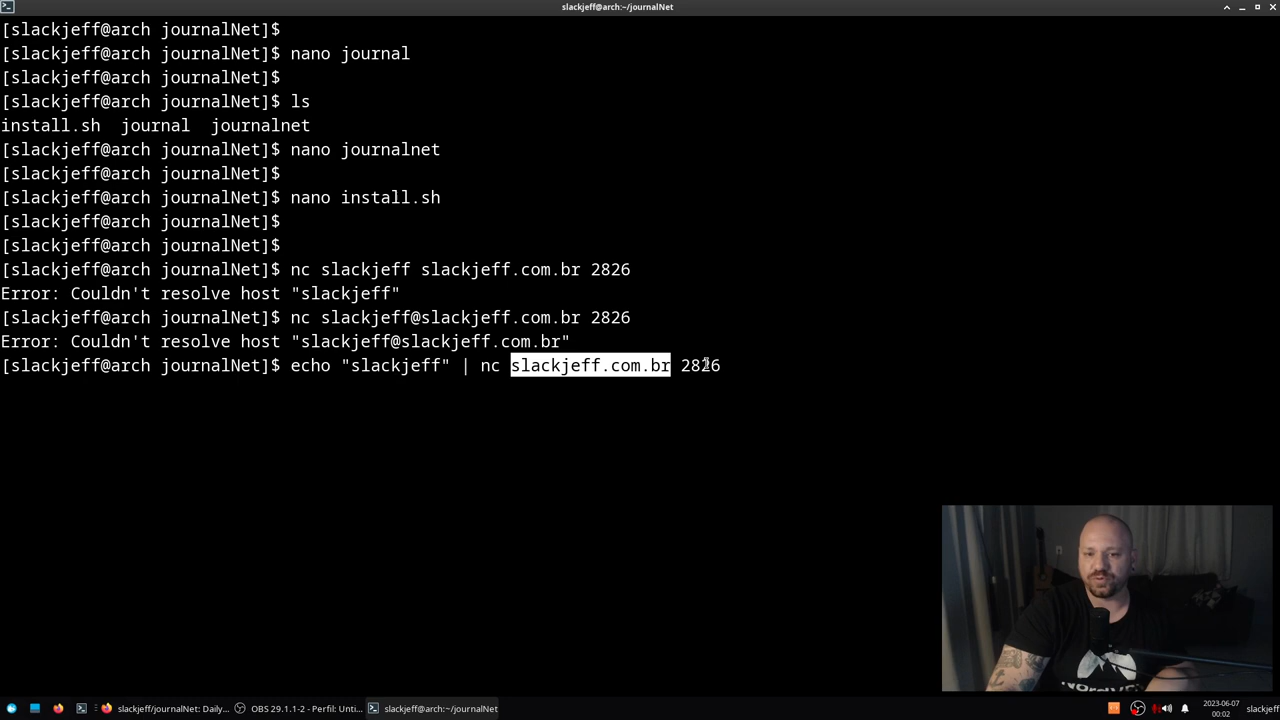 slackjeff@arch:~/journalNet
[slackjeff@arch journalNet]$
[slackjeff@arch journalNet]$ nano journal
[slackjeff@arch journalNet]$
[slackjeff@arch journalNet]$ ls
install.sh  journal  journalnet
[slackjeff@arch journalNet]$ nano journalnet
[slackjeff@arch journalNet]$
[slackjeff@arch journalNet]$ nano install.sh
[slackjeff@arch journalNet]$
[slackjeff@arch journalNet]$
[slackjeff@arch journalNet]$ nc slackjeff slackjeff.com.br 2826
Error: Couldn't resolve host "slackjeff"
[slackjeff@arch journalNet]$ nc slackjeff@slackjeff.com.br 2826
Error: Couldn't resolve host "slackjeff@slackjeff.com.br"
[slackjeff@arch journalNet]$ echo "slackjeff" | nc slackjeff.com.br 2826
slackjeff/journalNet: Daily... OBS 29.1.1-2 - Perfil: Unti... slackjeff@arch:~/journalNet
2023-06-07
00:02
slackjeff